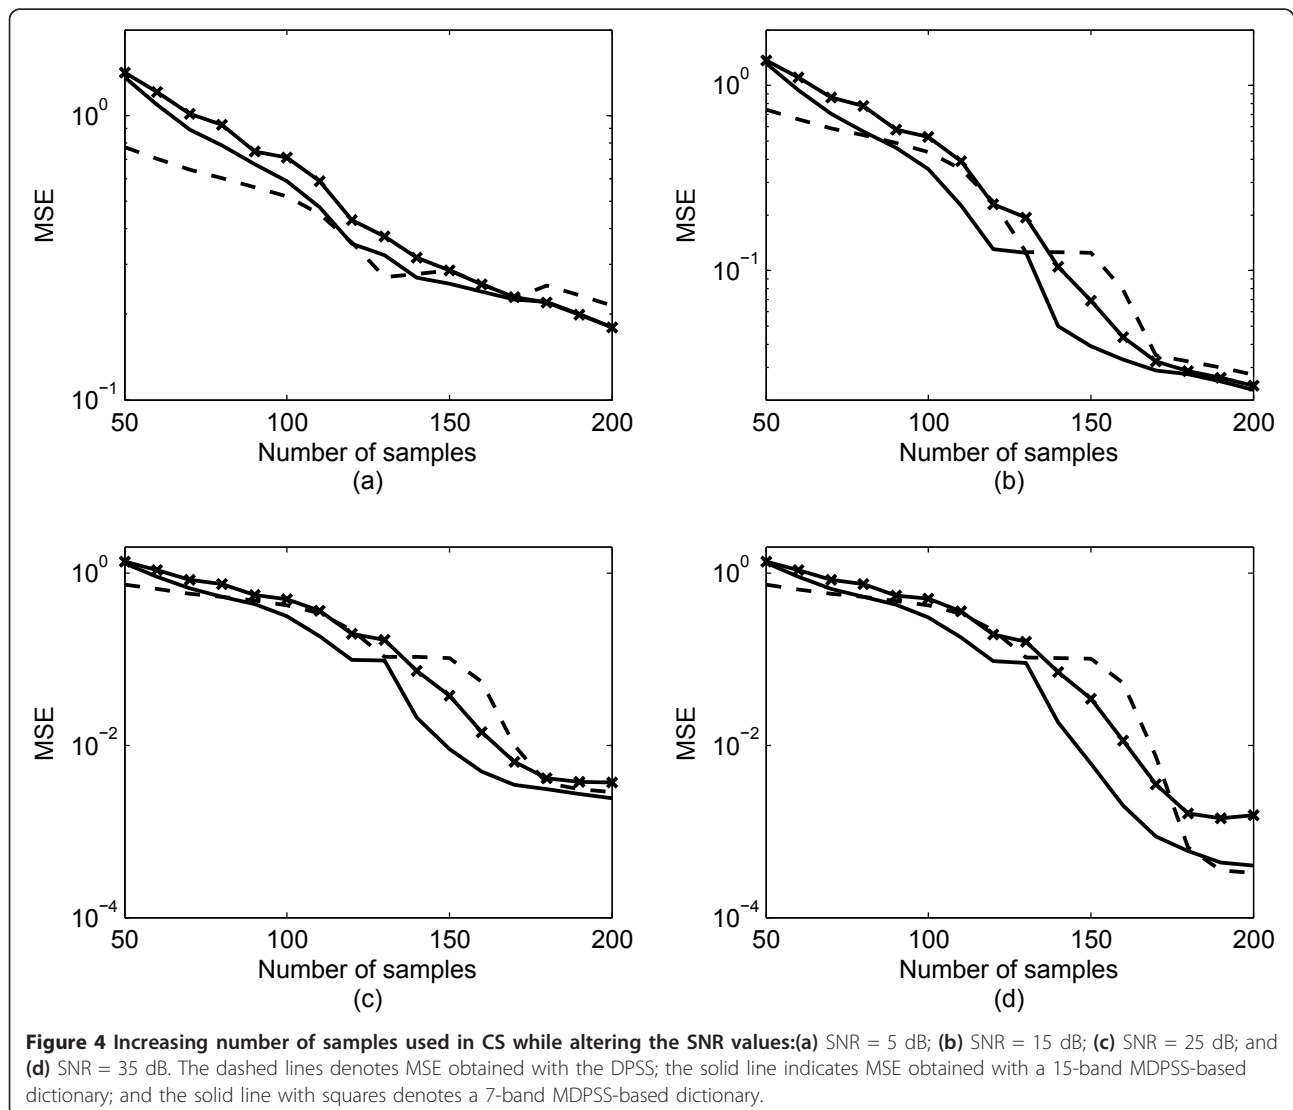 10^0
10^−1
MSE
50 100 150 200
Number of samples
(a)
10^0
10^−1
MSE
50 100 150 200
Number of samples
(b)
10^0
10^−2
10^−4
MSE
50 100 150 200
Number of samples
(c)
10^0
10^−2
10^−4
MSE
50 100 150 200
Number of samples
(d)
Figure 4 Increasing number of samples used in CS while altering the SNR values:(a) SNR = 5 dB; (b) SNR = 15 dB; (c) SNR = 25 dB; and
(d) SNR = 35 dB. The dashed lines denotes MSE obtained with the DPSS; the solid line indicates MSE obtained with a 15-band MDPSS-based
dictionary; and the solid line with squares denotes a 7-band MDPSS-based dictionary.